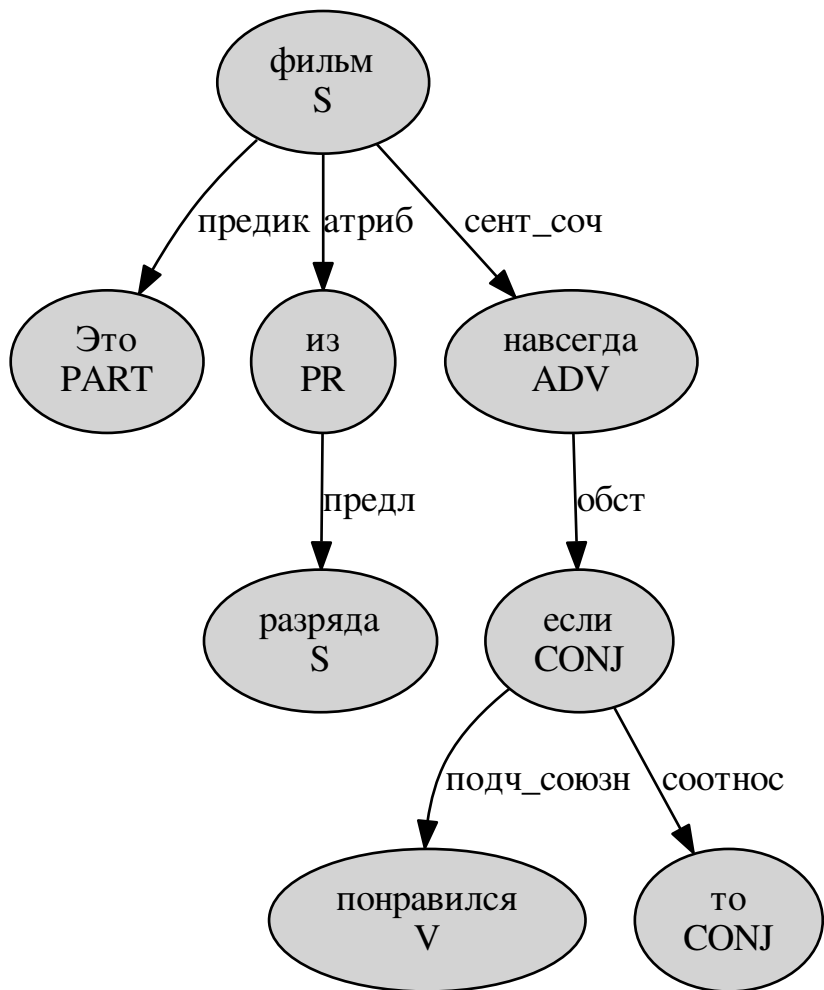 фильм
S
предик
атриб
сент_соч
Это
PART
из
PR
навсегда
ADV
предл
обст
разряда
S
если
CONJ
подч_союзн
соотнос
понравился
V
то
CONJ